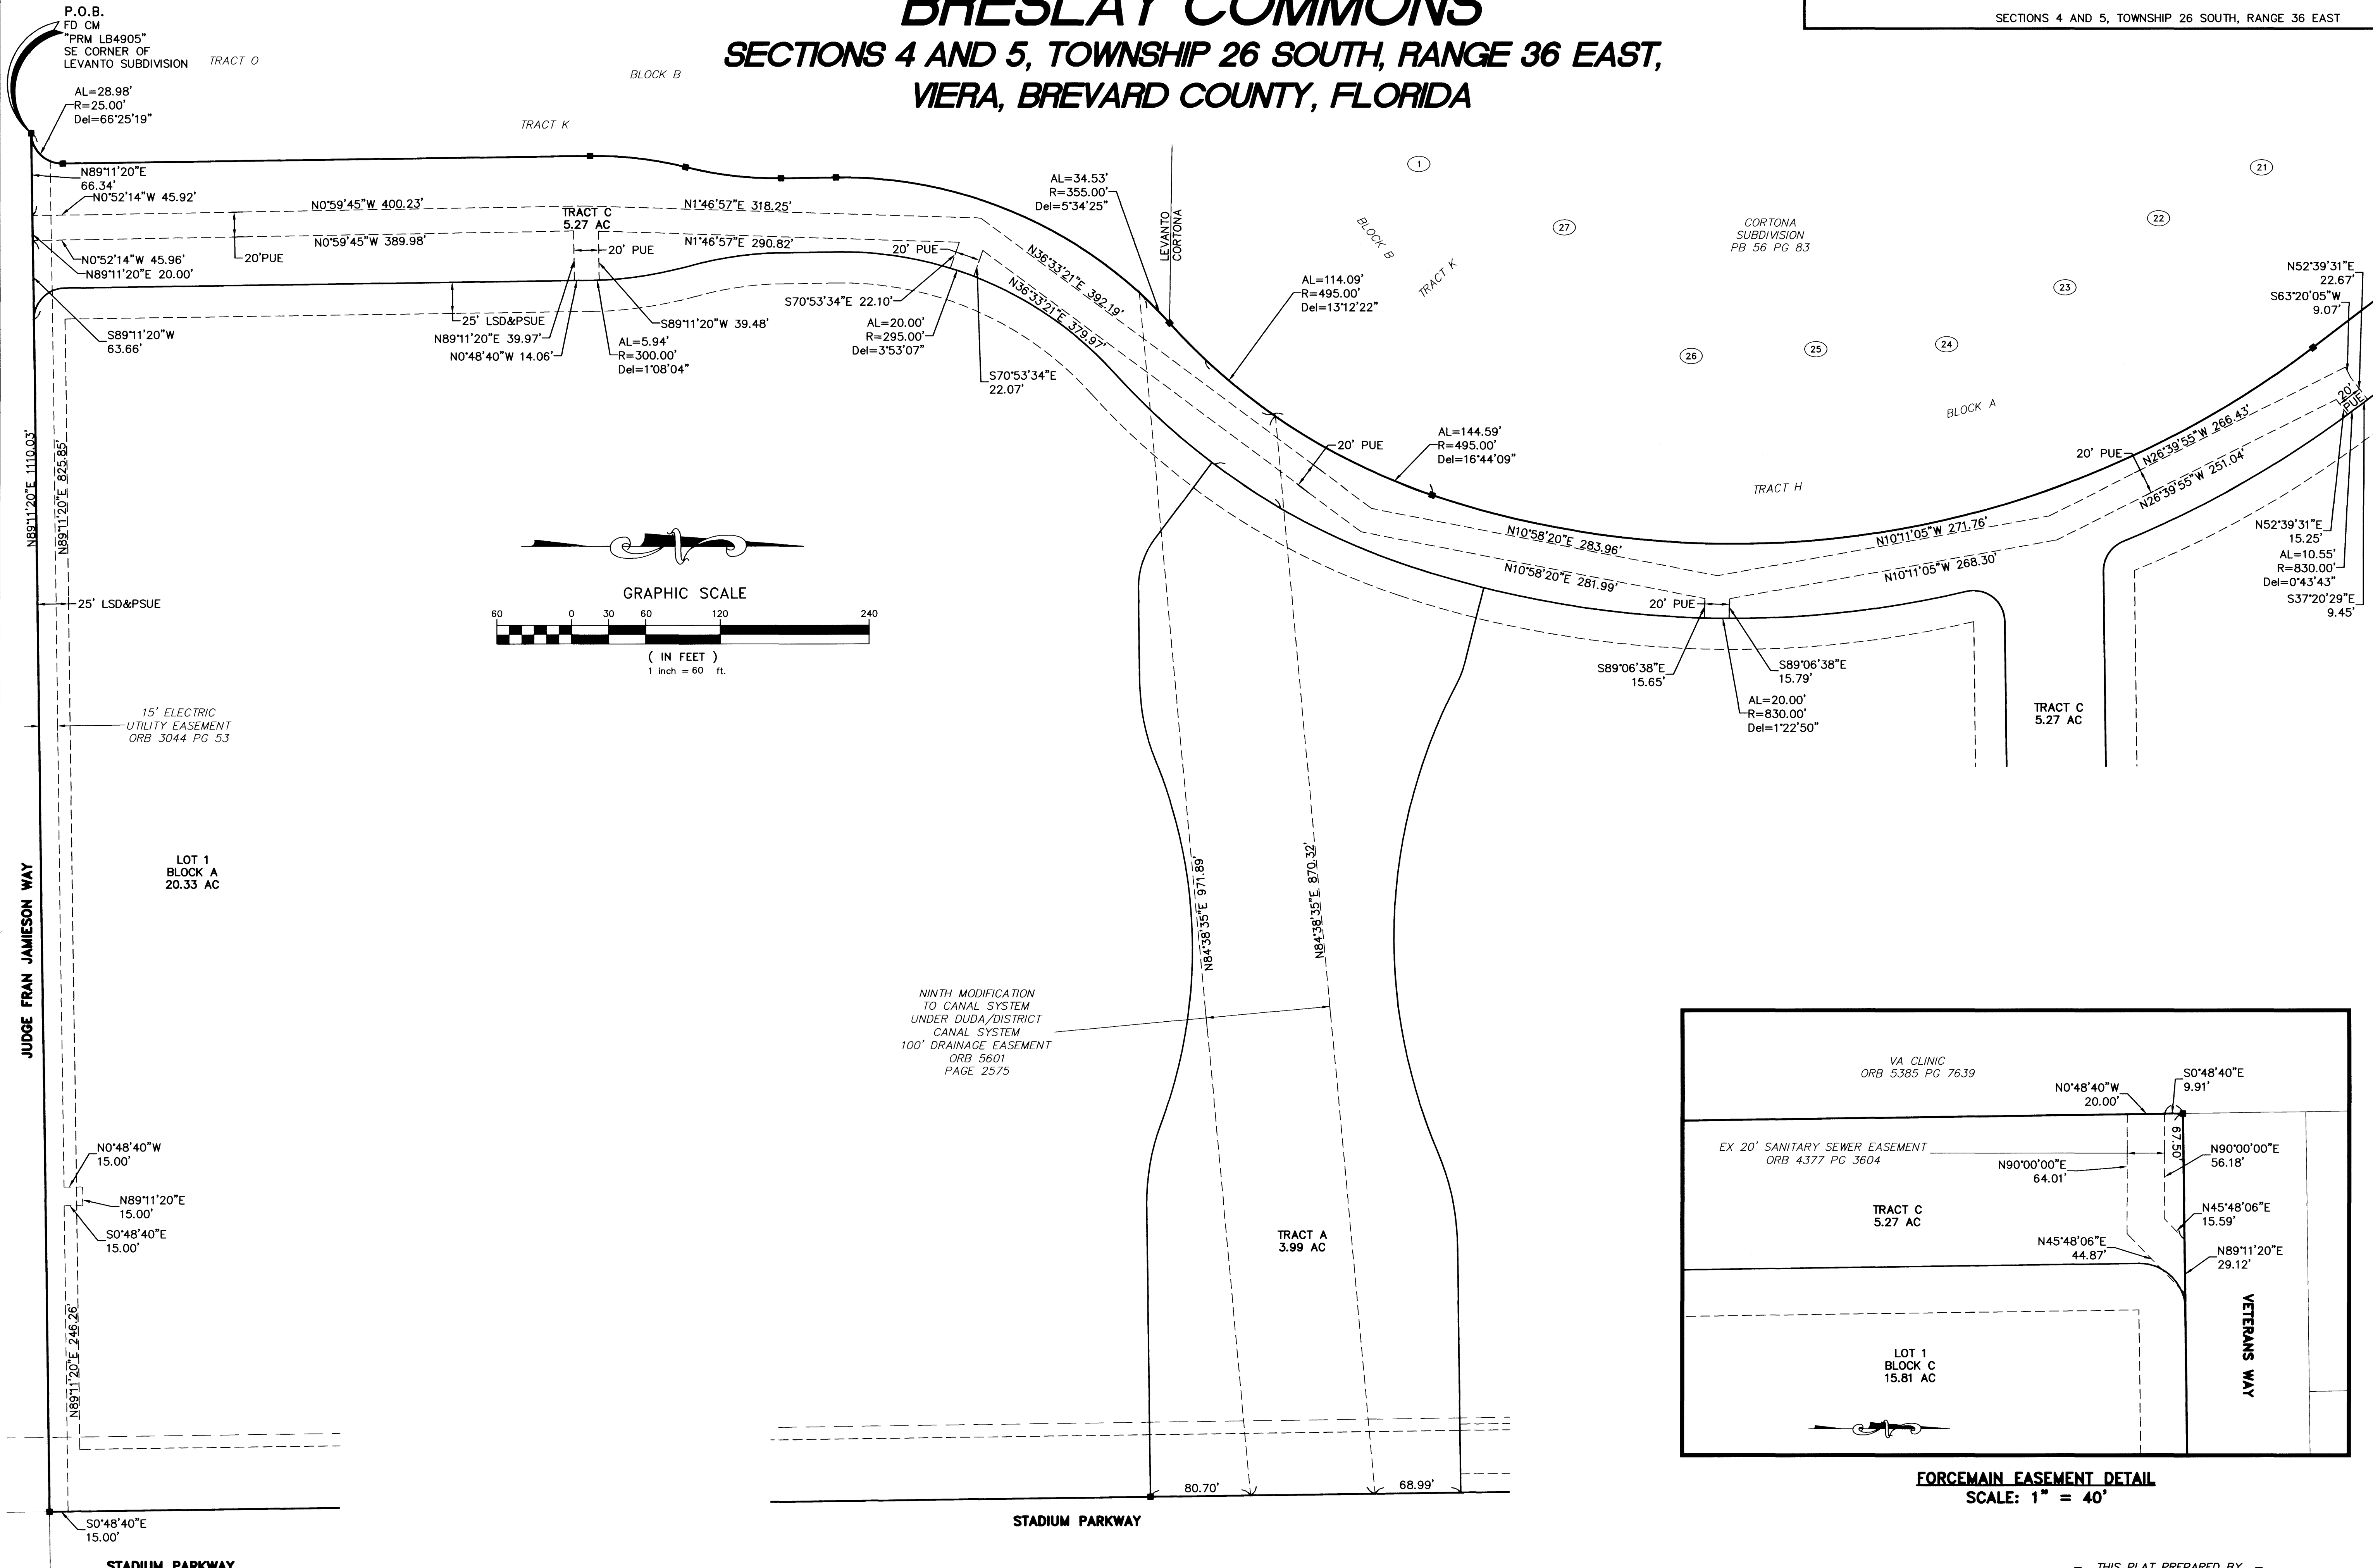 BRESLAY COMMONS
SECTIONS 4 AND 5, TOWNSHIP 26 SOUTH, RANGE 36 EAST,
VIERA, BREVARD COUNTY, FLORIDA
SECTIONS 4 AND 5, TOWNSHIP 26 SOUTH, RANGE 36 EAST
P.O.B.
FD CM
"PRM LB4905"
SE CORNER OF
LEVANTO SUBDIVISION
TRACT O
BLOCK B
TRACT K
AL=28.98'
R=25.00'
Del=66°25'19"
N89°11'20"E
66.34'
N0°52'14"W 45.92'
N0°59'45"W 400.23'
TRACT C
5.27 AC
N1°46'57"E 318.25'
N0°59'45"W 389.98'
N1°46'57"E 290.82'
20'PUE
20' PUE
20' PUE
N0°52'14"W 45.96'
N89°11'20"E 20.00'
S89°11'20"W
63.66'
25' LSD&PSUE
N89°11'20"E 39.97'
N0°48'40"W 14.06'
S89°11'20"W 39.48'
AL=5.94'
R=300.00'
Del=1°08'04"
S70°53'34"E 22.10'
AL=20.00'
R=295.00'
Del=3°53'07"
S70°53'34"E
22.07'
N36°33'21"E 392.19'
N36°33'21"E 379.97'
AL=34.53'
R=355.00'
Del=5°34'25"
LEVANTO
CORTONA
1
BLOCK B
TRACT K
27
CORTONA
SUBDIVISION
PB 56 PG 83
21
22
23
24
25
26
AL=114.09'
R=495.00'
Del=13°12'22"
20' PUE
AL=144.59'
R=495.00'
Del=16°44'09"
BLOCK A
TRACT H
N52°39'31"E
22.67'
S63°20'05"W
9.07'
20'
PUE
20' PUE
N26°39'55"W 266.43'
N26°39'55"W 251.04'
N10°58'20"E 283.96'
N10°11'05"W 271.76'
N10°58'20"E 281.99'
N10°11'05"W 268.30'
N52°39'31"E
15.25'
AL=10.55'
R=830.00'
Del=0°43'43"
S37°20'29"E
9.45'
20' PUE
S89°06'38"E
15.65'
S89°06'38"E
15.79'
AL=20.00'
R=830.00'
Del=1°22'50"
TRACT C
5.27 AC
N89°11'20"E 1110.03'
N89°11'20"E 825.85'
25' LSD&PSUE
GRAPHIC SCALE
60 0 30 60 120 240
( IN FEET )
1 inch = 60 ft.
15' ELECTRIC
UTILITY EASEMENT
ORB 3044 PG 53
LOT 1
BLOCK A
20.33 AC
JUDGE FRAN JAMIESON WAY
N84°38'35"E 971.89'
N84°38'35"E 870.32'
NINTH MODIFICATION
TO CANAL SYSTEM
UNDER DUDA/DISTRICT
CANAL SYSTEM
100' DRAINAGE EASEMENT
ORB 5601
PAGE 2575
N0°48'40"W
15.00'
N89°11'20"E
15.00'
S0°48'40"E
15.00'
N89°11'20"E 246.26'
TRACT A
3.99 AC
80.70'
68.99'
STADIUM PARKWAY
S0°48'40"E
15.00'
STADIUM PARKWAY
VA CLINIC
ORB 5385 PG 7639
N0°48'40"W
20.00'
S0°48'40"E
9.91'
67.50'
EX 20' SANITARY SEWER EASEMENT
ORB 4377 PG 3604
N90°00'00"E
64.01'
N90°00'00"E
56.18'
TRACT C
5.27 AC
N45°48'06"E
15.59'
N45°48'06"E
44.87'
N89°11'20"E
29.12'
LOT 1
BLOCK C
15.81 AC
VETERANS WAY
FORCEMAIN EASEMENT DETAIL
SCALE: 1" = 40'
- THIS PLAT PREPARED BY -